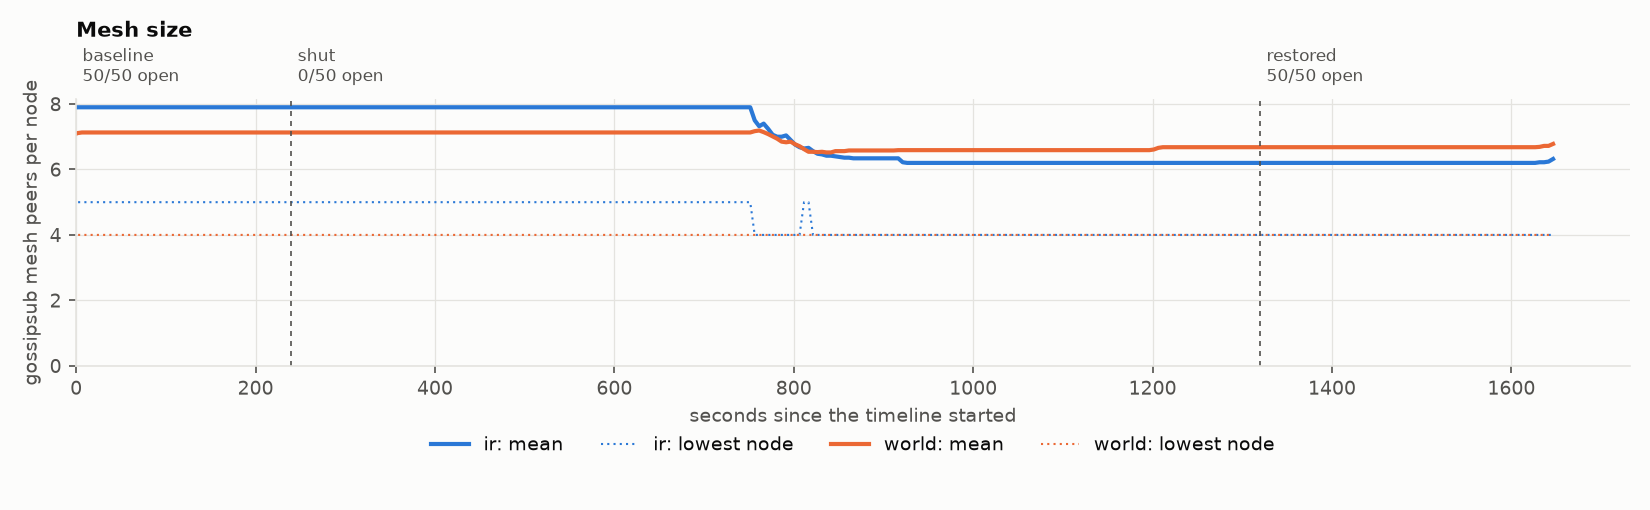 Mesh size
baseline
50/50 open
shut
0/50 open
restored
50/50 open
gossipsub mesh peers per node
8
6
4
2
0
0
200
400
600
800
1000
1200
1400
1600
seconds since the timeline started
ir: mean
ir: lowest node
world: mean
world: lowest node